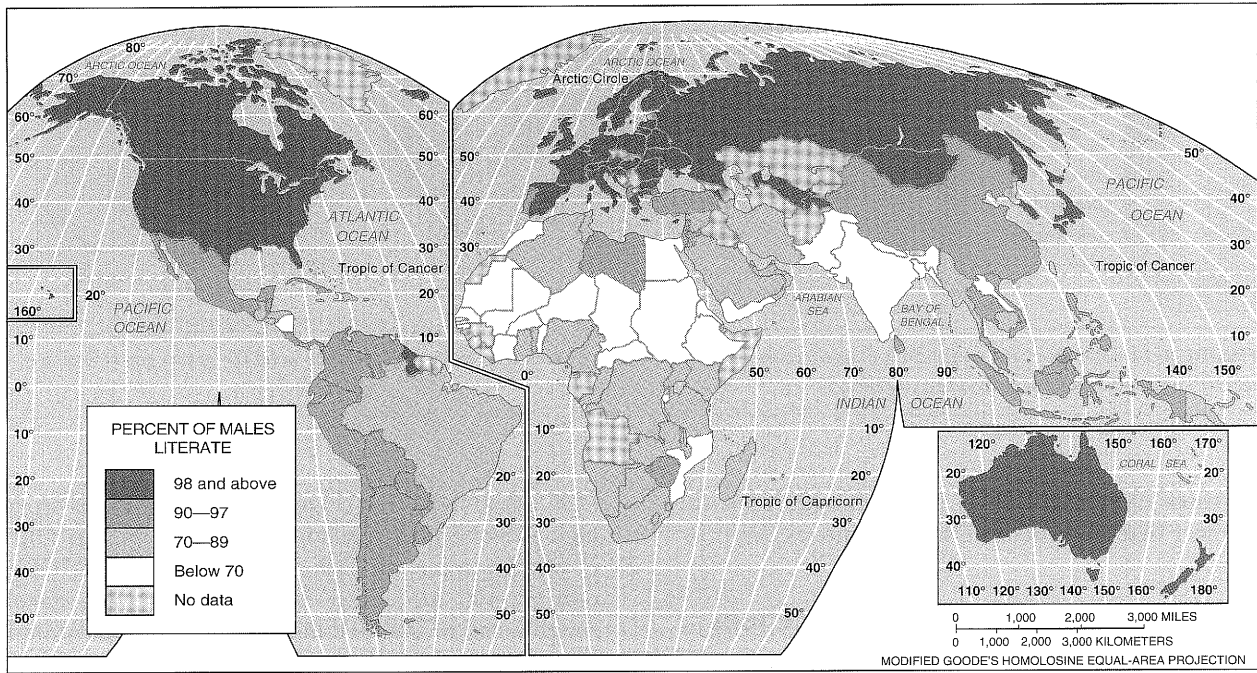 80°
ARCTIC OCEAN
70°
60°
50°
40°
30°
20°
160°
ATLANTIC
OCEAN
Tropic of Cancer
PACIFIC
OCEAN
10°
0°
10°
20°
30°
40°
50°
60°
50°
40°
30°
20°
10°
20°
30°
40°
50°
ARCTIC OCEAN
Arctic Circle
60°
50°
40°
30°
50°
PACIFIC
OCEAN
40°
30°
Tropic of Cancer
20°
10°
ARABIAN
SEA
BAY OF
BENGAL
0°
50°
60°
70°
80°
90°
140°
150°
INDIAN
OCEAN
10°
20°
30°
40°
50°
10°
20°
Tropic of Capricorn
30°
40°
50°
PERCENT OF MALES
LITERATE
98 and above
90—97
70—89
Below 70
No data
120°
150°
160°
170°
CORAL SEA
20°
20°
30°
30°
40°
110°
120°
130°
140°
150°
160°
180°
0 1,000 2,000 3,000 MILES
0 1,000 2,000 3,000 KILOMETERS
MODIFIED GOODE'S HOMOLOSINE EQUAL-AREA PROJECTION